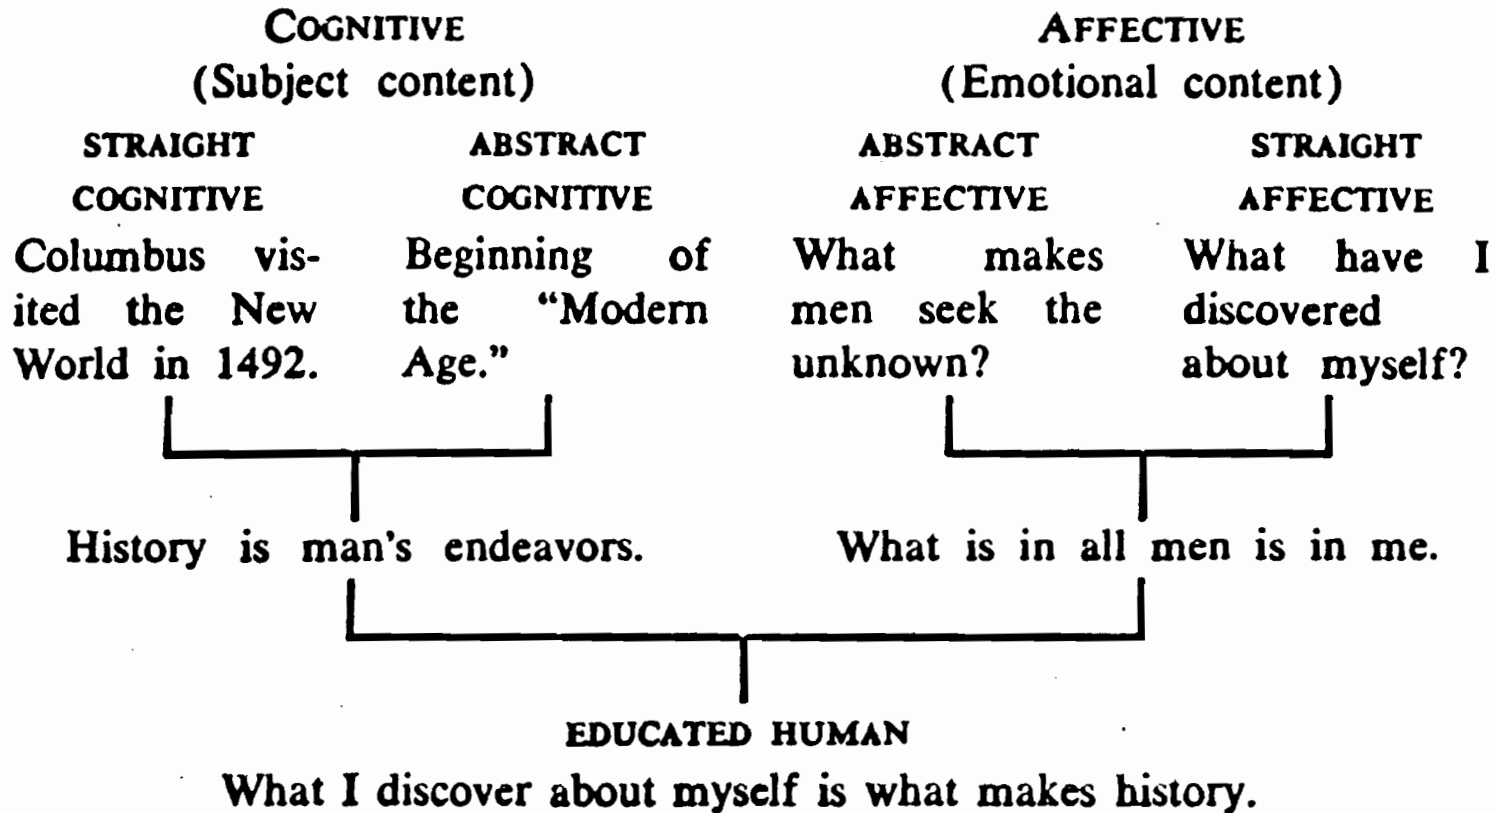 COGNITIVE
(Subject content)
AFFECTIVE
(Emotional content)
STRAIGHT
COGNITIVE
Columbus vis-
ited the New
World in 1492.
ABSTRACT
COGNITIVE
Beginning of
the “Modern
Age.”
ABSTRACT
AFFECTIVE
What makes
men seek the
unknown?
STRAIGHT
AFFECTIVE
What have I
discovered
about myself?
History is man's endeavors.
What is in all men is in me.
EDUCATED HUMAN
What I discover about myself is what makes history.